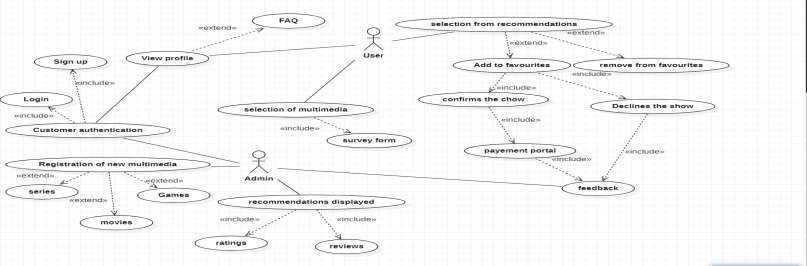 FAQ
«extend»
selection from recommendations
«extend»
«extend»
User
View profile
Sign up
Add to favourites
remove from favourites
«include»
«include»
«include»
Login
confirms the chow
Declines the show
selection of multimedia
«include»
«include»
Customer authentication
«include»
survey form
payement portal
«include»
«include»
Registration of new multimedia
Admin
«extend»
«extend»
series
Games
«extend»
feedback
recommendations displayed
movies
«include»
«include»
ratings
reviews